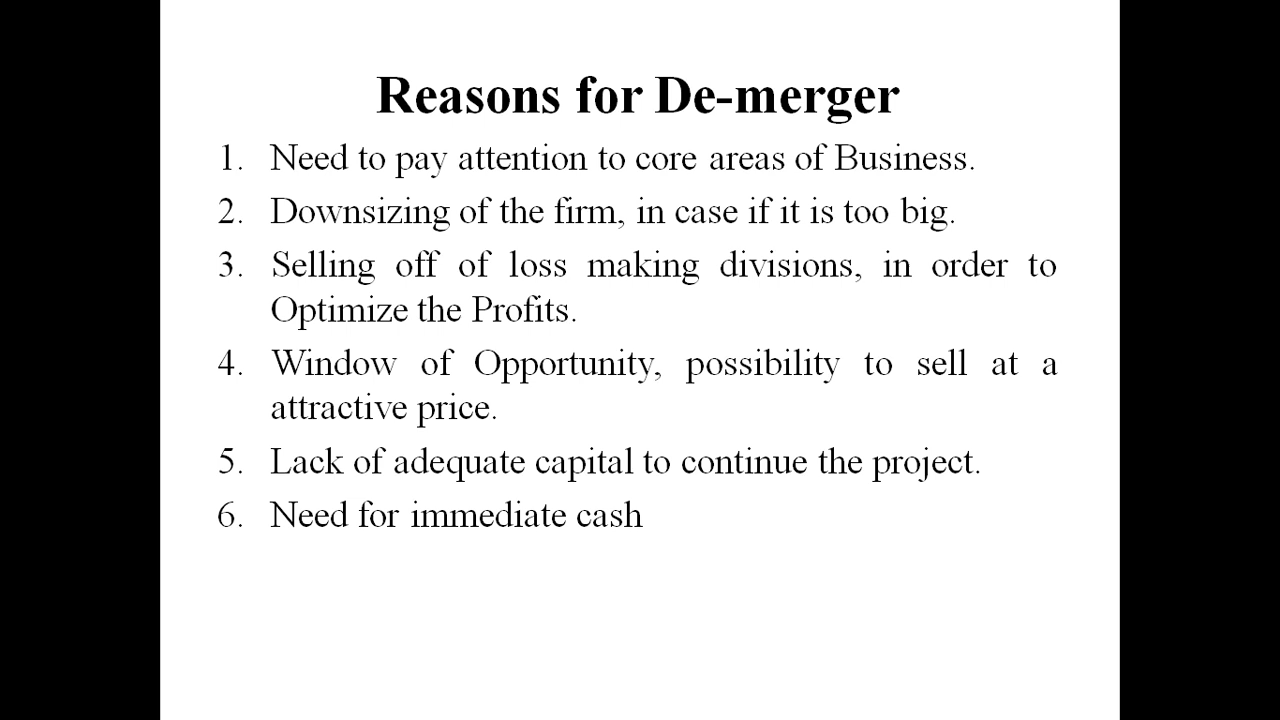 Reasons for De-merger
1. Need to pay attention to core areas of Business.
2. Downsizing of the firm, in case if it is too big.
3. Selling off of loss making divisions, in order to
Optimize the Profits.
4. Window of Opportunity, possibility to sell at a
attractive price.
5. Lack of adequate capital to continue the project.
6. Need for immediate cash